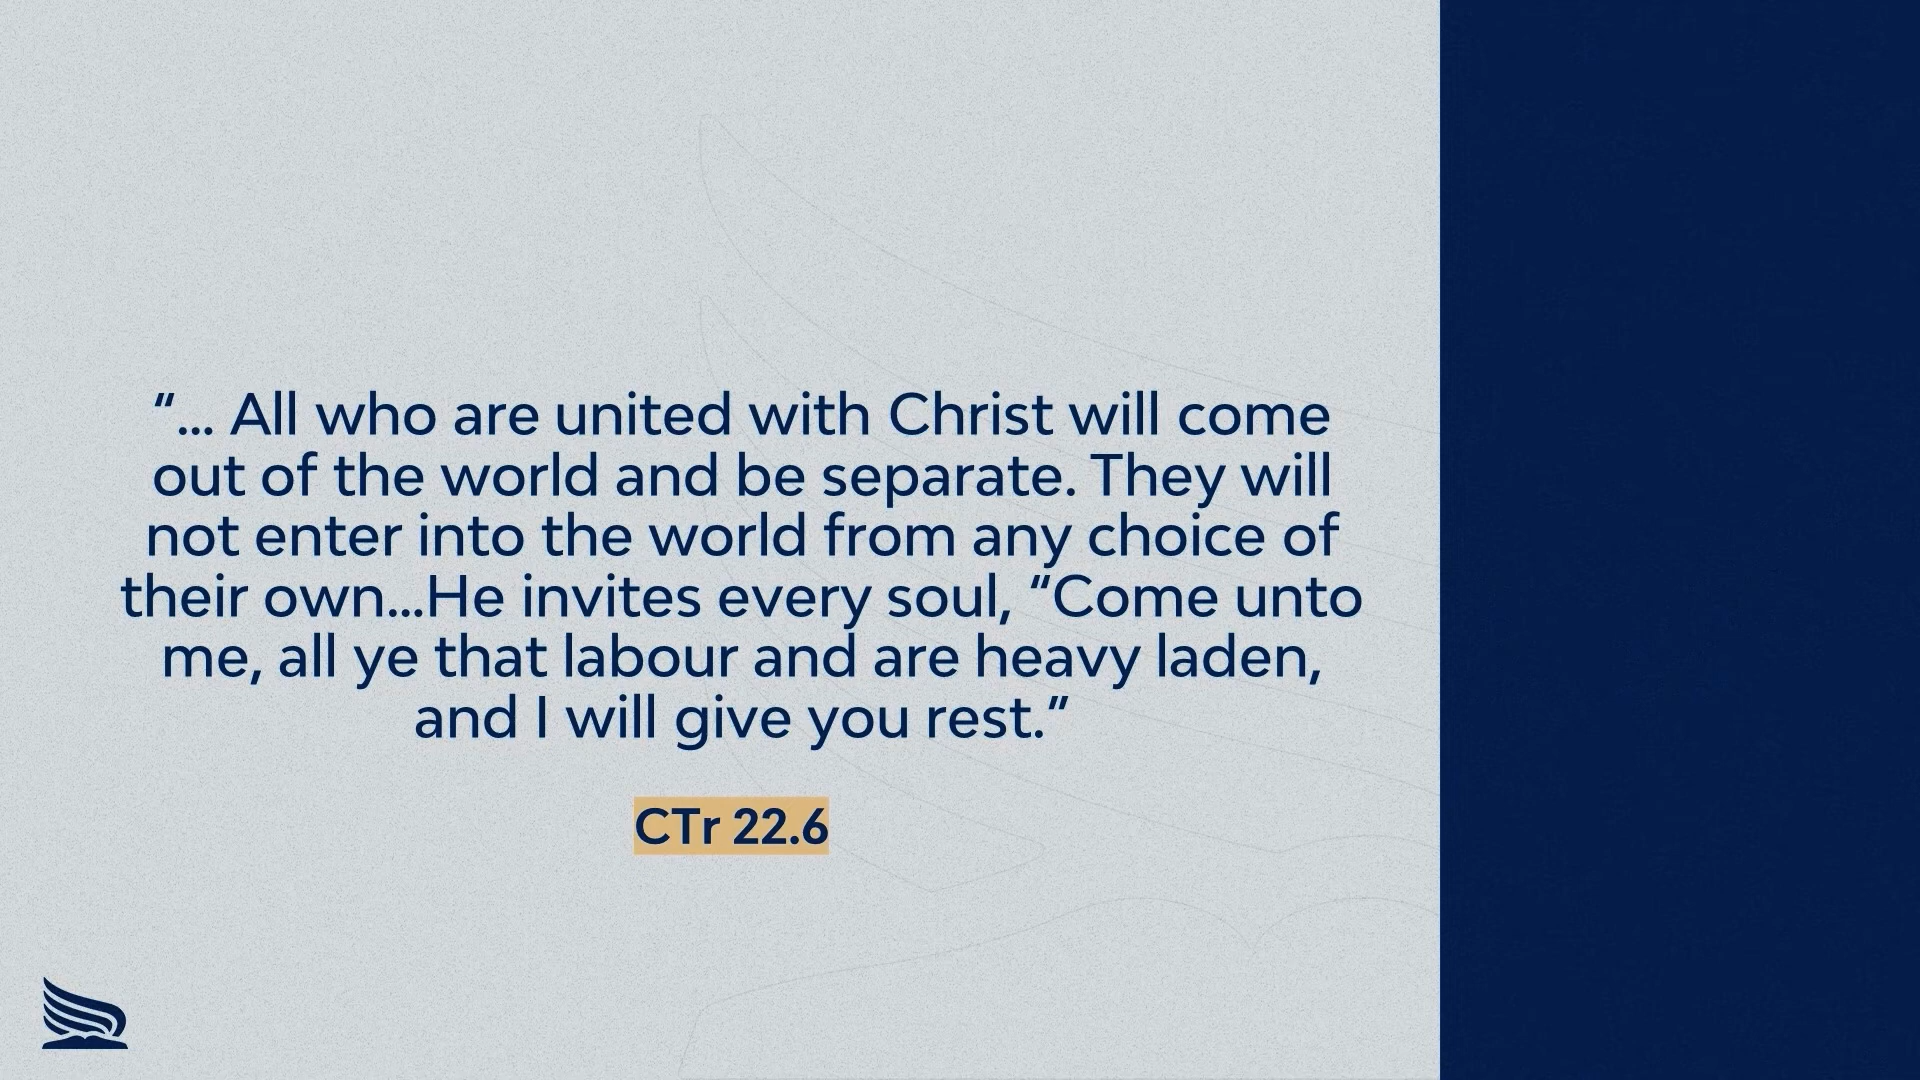 “... All who are united with Christ will come
out of the world and be separate. They will
not enter into the world from any choice of
their own...He invites every soul, “Come unto
me, all ye that labour and are heavy laden,
and I will give you rest.”
CTr 22.6